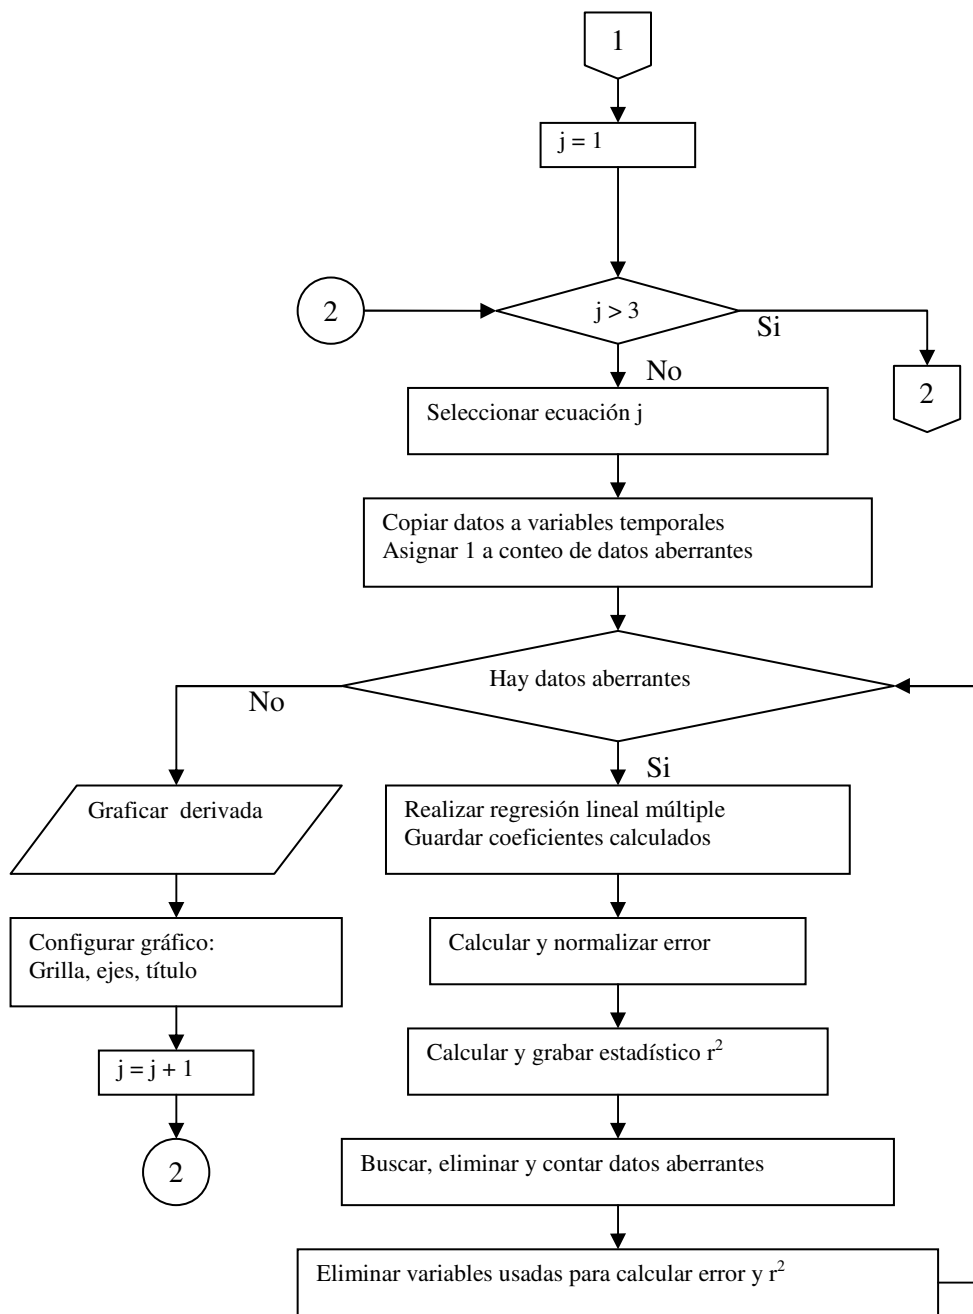 1
j = 1
2
j > 3
Si
No
2
Seleccionar ecuación j
Copiar datos a variables temporales
Asignar 1 a conteo de datos aberrantes
Hay datos aberrantes
No
Si
Graficar derivada
Realizar regresión lineal múltiple
Guardar coeficientes calculados
Configurar gráfico:
Grilla, ejes, título
Calcular y normalizar error
j = j + 1
Calcular y grabar estadístico r²
2
Buscar, eliminar y contar datos aberrantes
Eliminar variables usadas para calcular error y r²